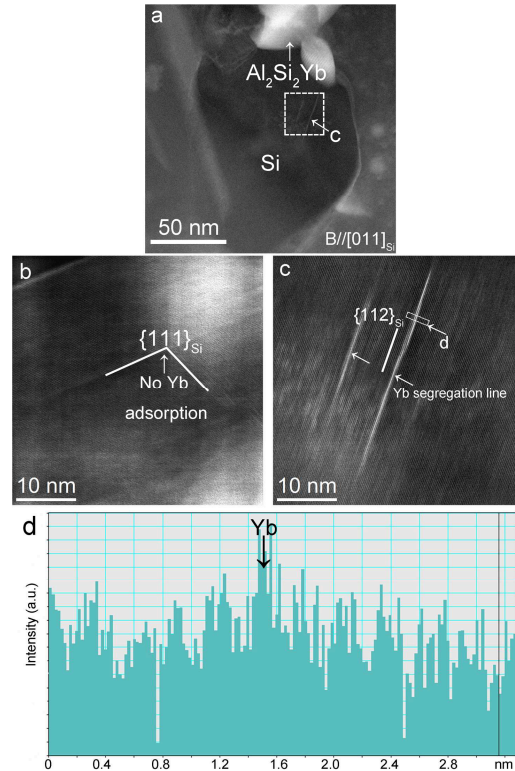 a
Al₂Si₂Yb
c
Si
50 nm
B//[011]Si
b
{111}Si
No Yb
adsorption
10 nm
c
{112}Si
d
Yb segregation line
10 nm
d
Yb
Intensity (a.u.)
0 0.4 0.8 1.2 1.6 2.0 2.4 2.8 nm